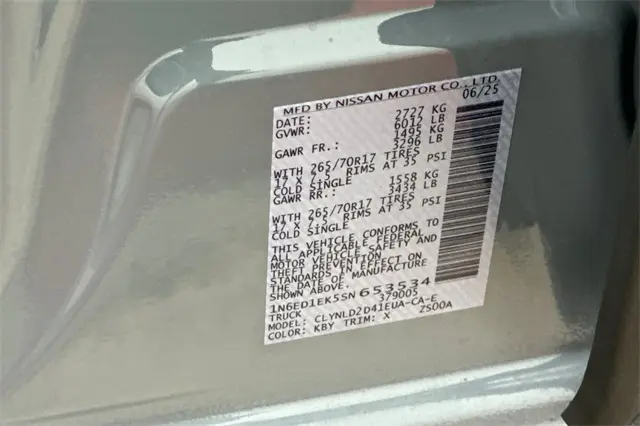 MFD BY NISSAN MOTOR CO., LTD.
DATE: 06/25
GVWR: 2727 KG
6012 LB
GAWR FR.: 1495 KG
3296 LB
WITH 265/70R17 TIRES
17 X 7.5 RIMS AT 35 PSI
COLD SINGLE
GAWR RR.: 1558 KG
3434 LB
WITH 265/70R17 TIRES
17 X 7.5 RIMS AT 35 PSI
COLD SINGLE
THIS VEHICLE CONFORMS TO
ALL APPLICABLE FEDERAL
MOTOR VEHICLE SAFETY AND
THEFT PREVENTION
STANDARDS IN EFFECT ON
THE DATE OF MANUFACTURE
SHOWN ABOVE.
1N6ED1EK5SN653534
TRUCK 379005
MODEL: CLYNLD2D41EUA-CA-E
COLOR: KBY TRIM: X ZS00A